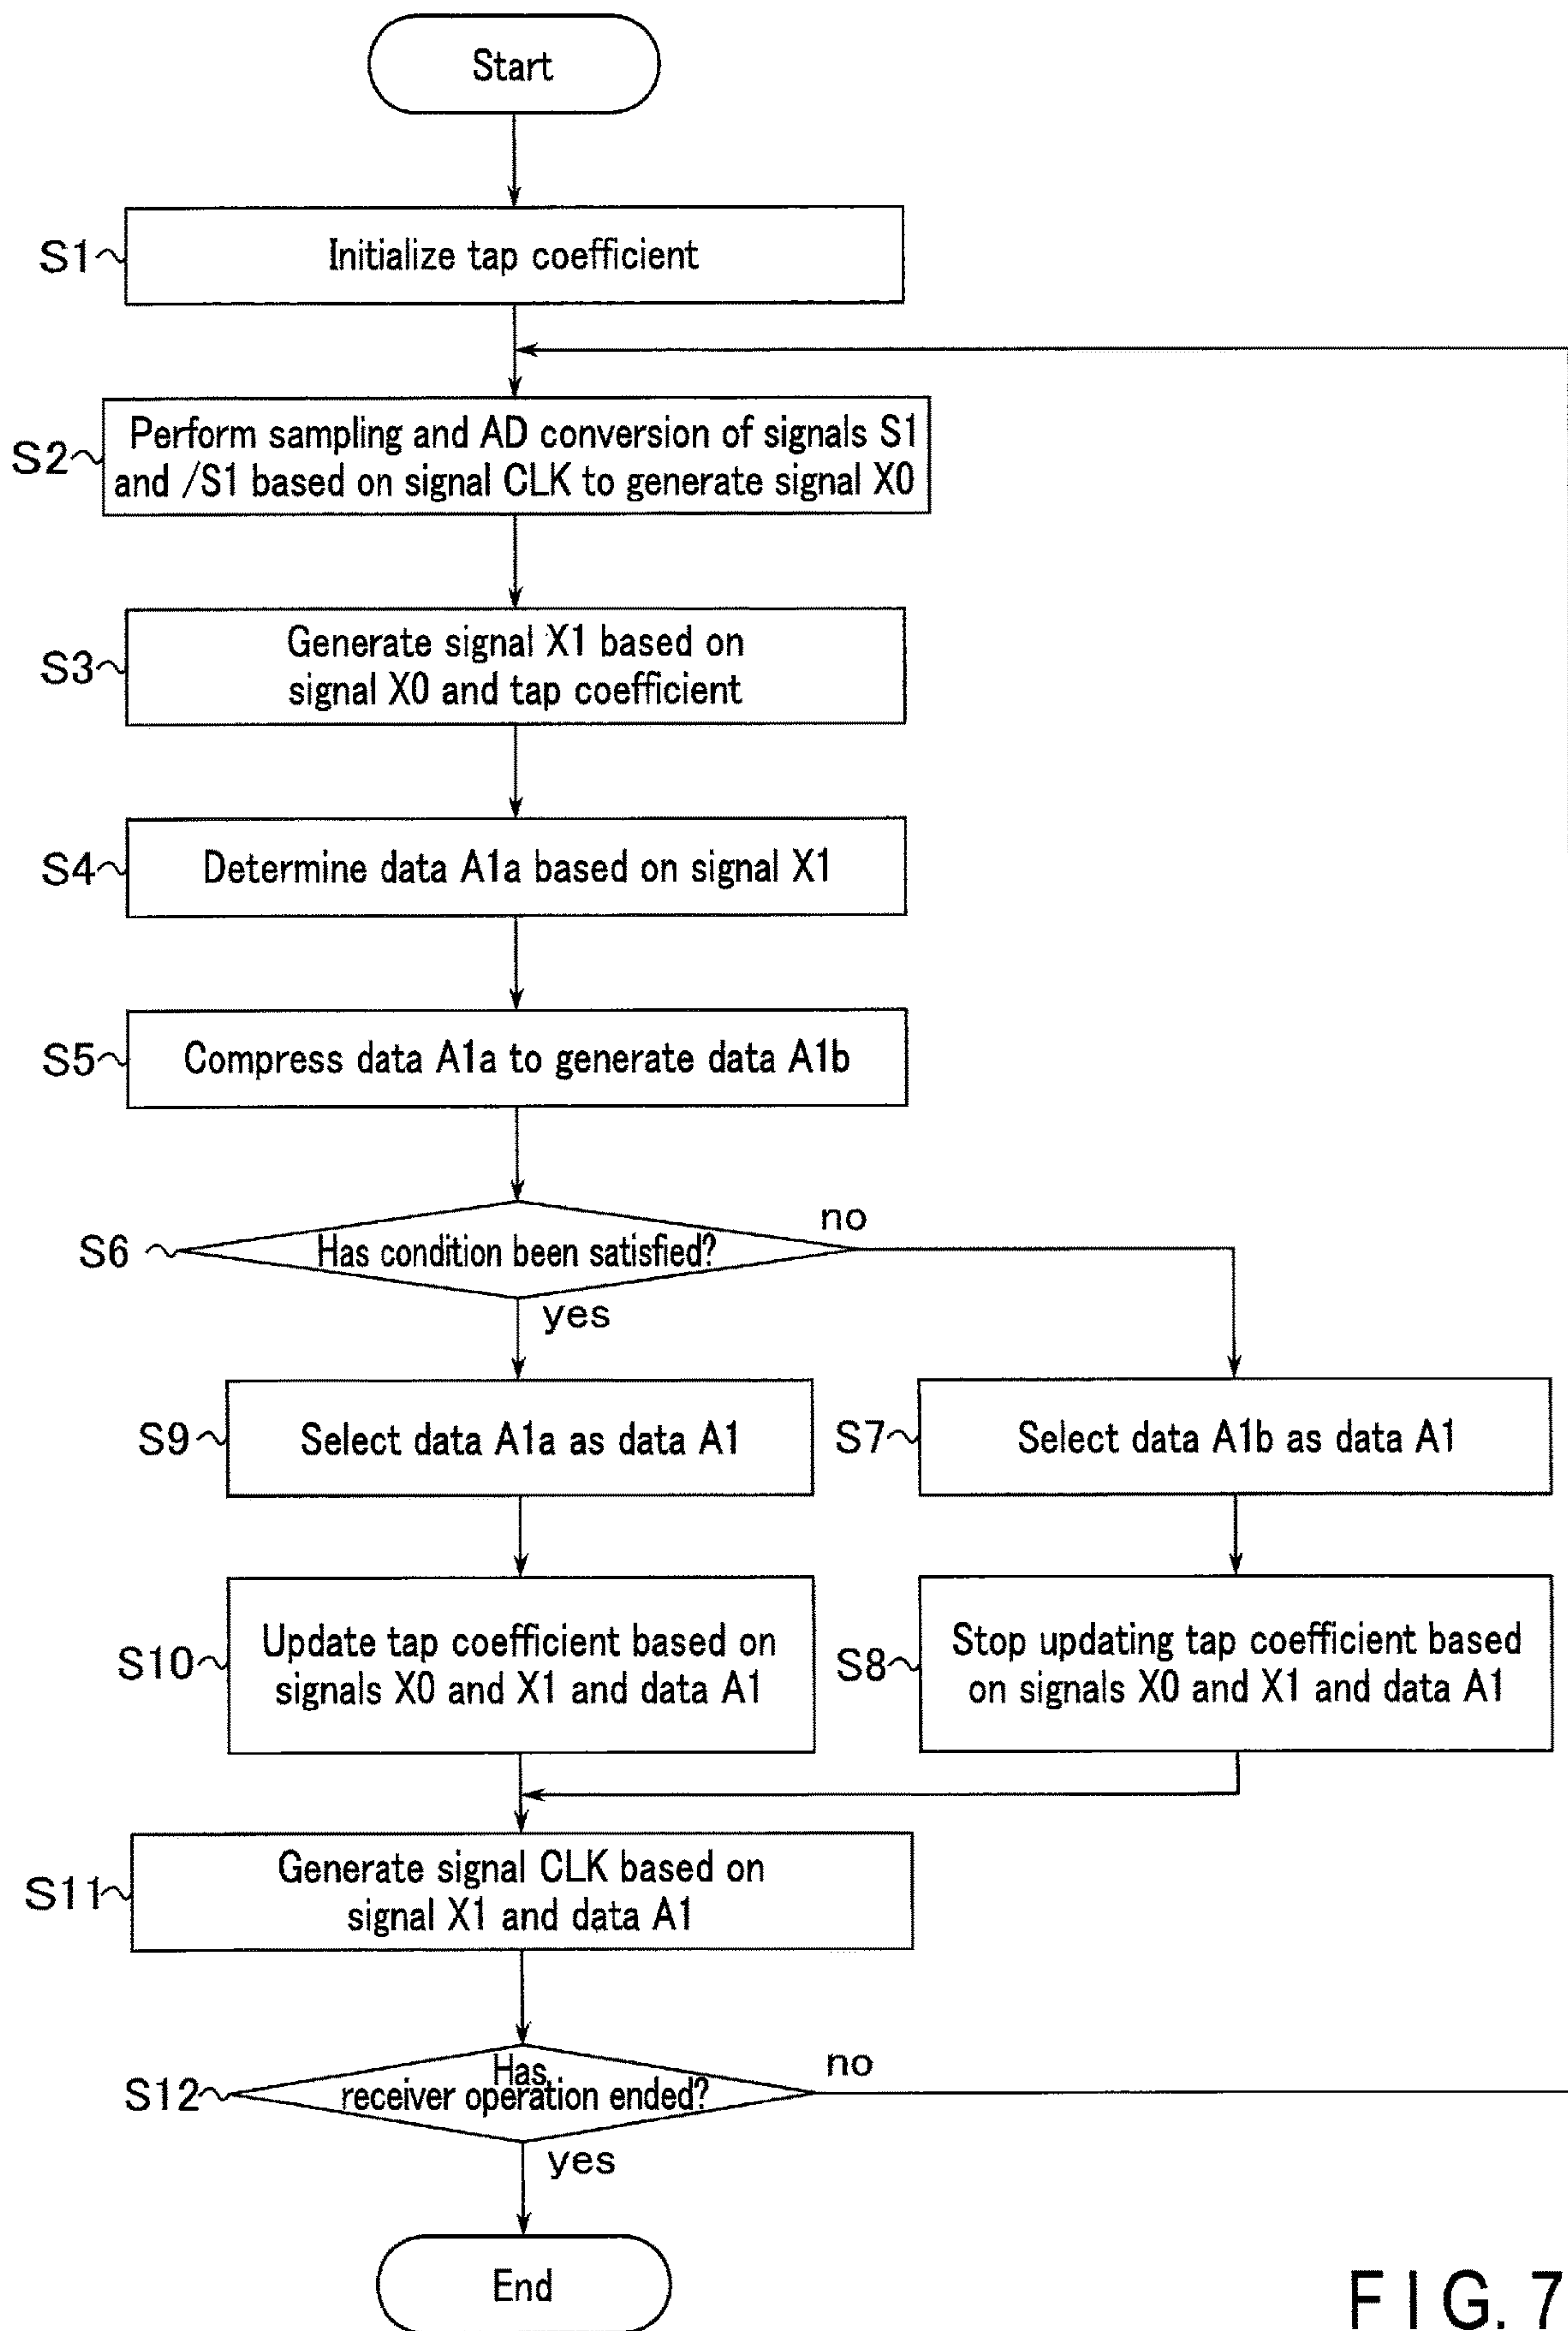 Start
S1
Initialize tap coefficient
S2
Perform sampling and AD conversion of signals S1
and /S1 based on signal CLK to generate signal X0
S3
Generate signal X1 based on
signal X0 and tap coefficient
S4
Determine data A1a based on signal X1
S5
Compress data A1a to generate data A1b
S6
Has condition been satisfied?
no
yes
S9
Select data A1a as data A1
S7
Select data A1b as data A1
S10
Update tap coefficient based on
signals X0 and X1 and data A1
S8
Stop updating tap coefficient based
on signals X0 and X1 and data A1
S11
Generate signal CLK based on
signal X1 and data A1
S12
Has
receiver operation ended?
no
yes
End
FIG. 7